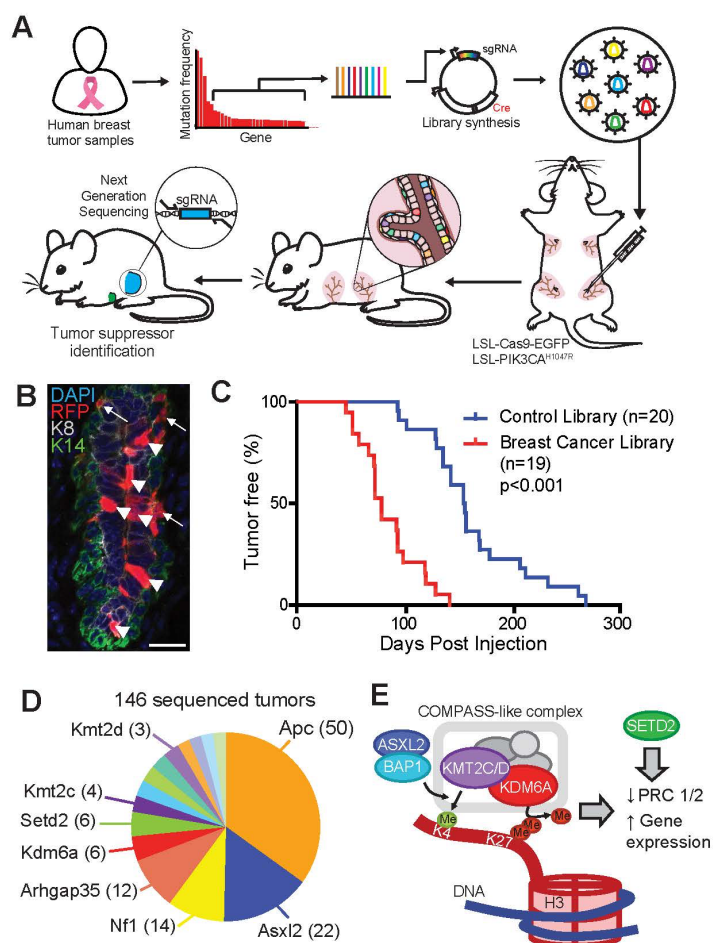 A
Human breast
tumor samples
Mutation frequency
Gene
sgRNA
Cre
Library synthesis
Next
Generation
Sequencing
sgRNA
Tumor suppressor
identification
LSL-Cas9-EGFP
LSL-PIK3CAH1047R
B
DAPI
RFP
K8
K14
C
Tumor free (%)
100
50
0
0
100
200
300
Days Post Injection
Control Library (n=20)
Breast Cancer Library
(n=19)
p<0.001
D
146 sequenced tumors
Kmt2d (3)
Apc (50)
Kmt2c (4)
Setd2 (6)
Kdm6a (6)
Arhgap35 (12)
Nf1 (14)
Asxl2 (22)
E
COMPASS-like complex
SETD2
ASXL2
BAP1
KMT2C/D
KDM6A
Me
K4
K27
Me
Me
Me
↓ PRC 1/2
↑ Gene
expression
DNA
H3